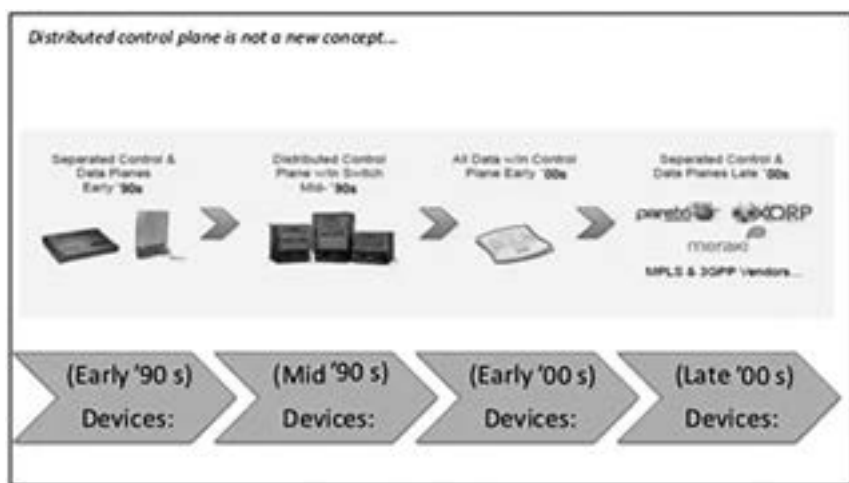 Distributed control plane is not a new concept...
Separated Control &
Data Planes
Early '90s
Distributed Control
Plane w/in Switch
Mid- '90s
All Data w/in Control
Plane Early '00s
Separated Control &
Data Planes Late '00s
XORP
meraki
MPLS & 3GPP Vendors...
(Early '90 s)
Devices:
(Mid '90 s)
Devices:
(Early '00 s)
Devices:
(Late '00 s)
Devices: